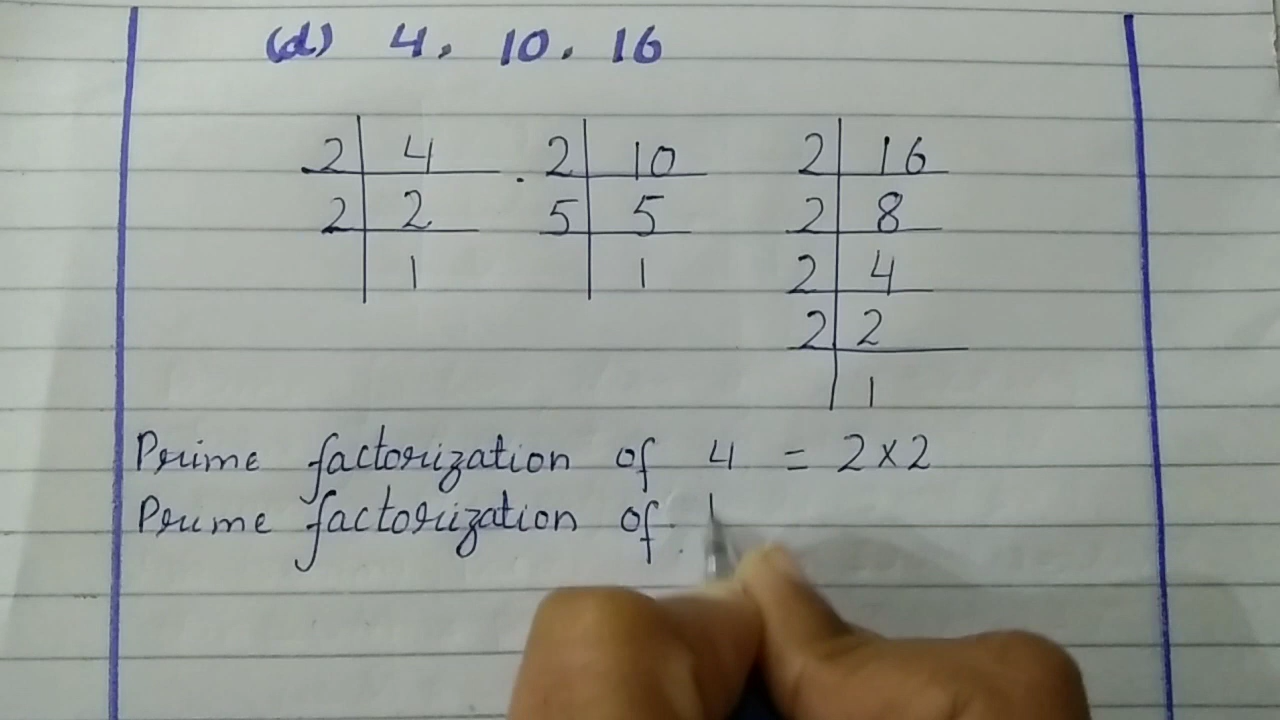 (d) 4, 10, 16
2 4 . 2 10 2 16
2 2 5 5 2 8
1 1 2 4
2 2
1
Prime factorization of 4 = 2×2
Prime factorization of 1